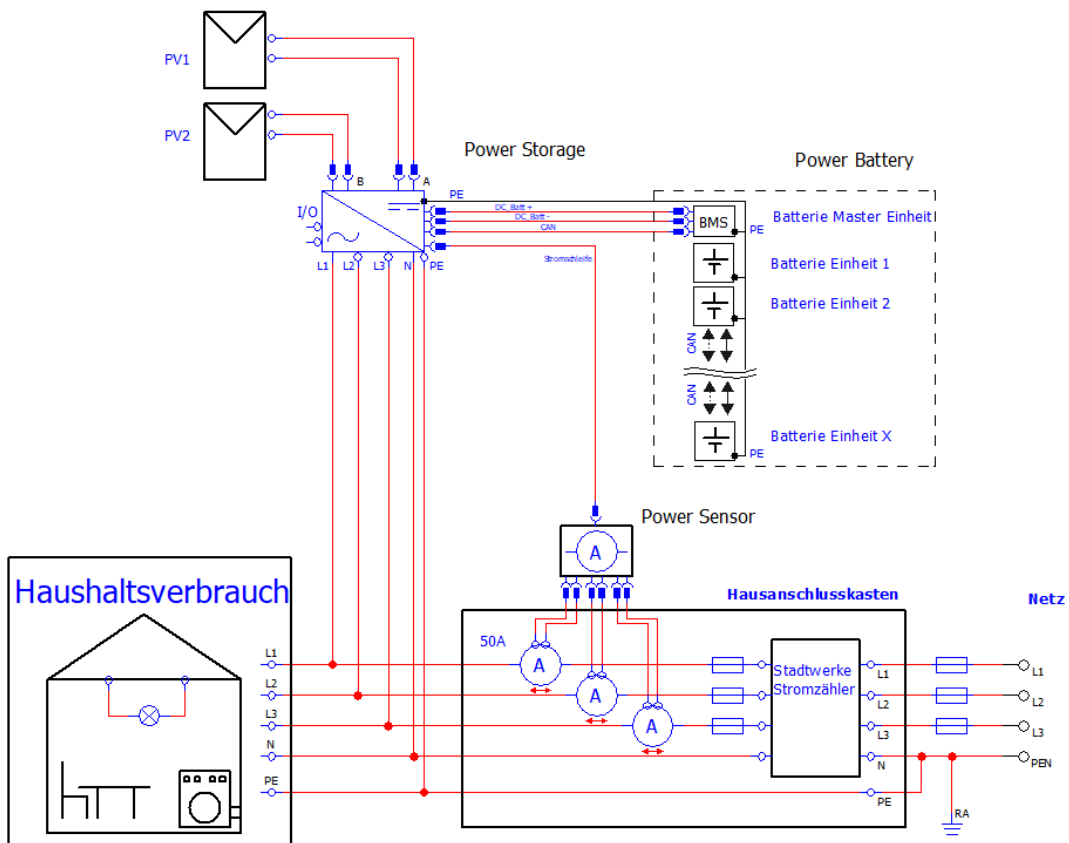 PV1
PV2
Power Storage
Power Battery
B
A
PE
I/O
DC_Batt +
DC_Batt -
CAN
Stromschleife
L1
L2
L3
N
PE
BMS
Batterie Master Einheit
PE
Batterie Einheit 1
Batterie Einheit 2
CAN
CAN
Batterie Einheit X
PE
Power Sensor
A
Haushaltsverbrauch
Hausanschlusskasten
Netz
50A
L1
A
Stadtwerke
Stromzähler
L1
L1
L2
A
L2
L2
L3
A
L3
L3
N
N
PEN
PE
PE
RA